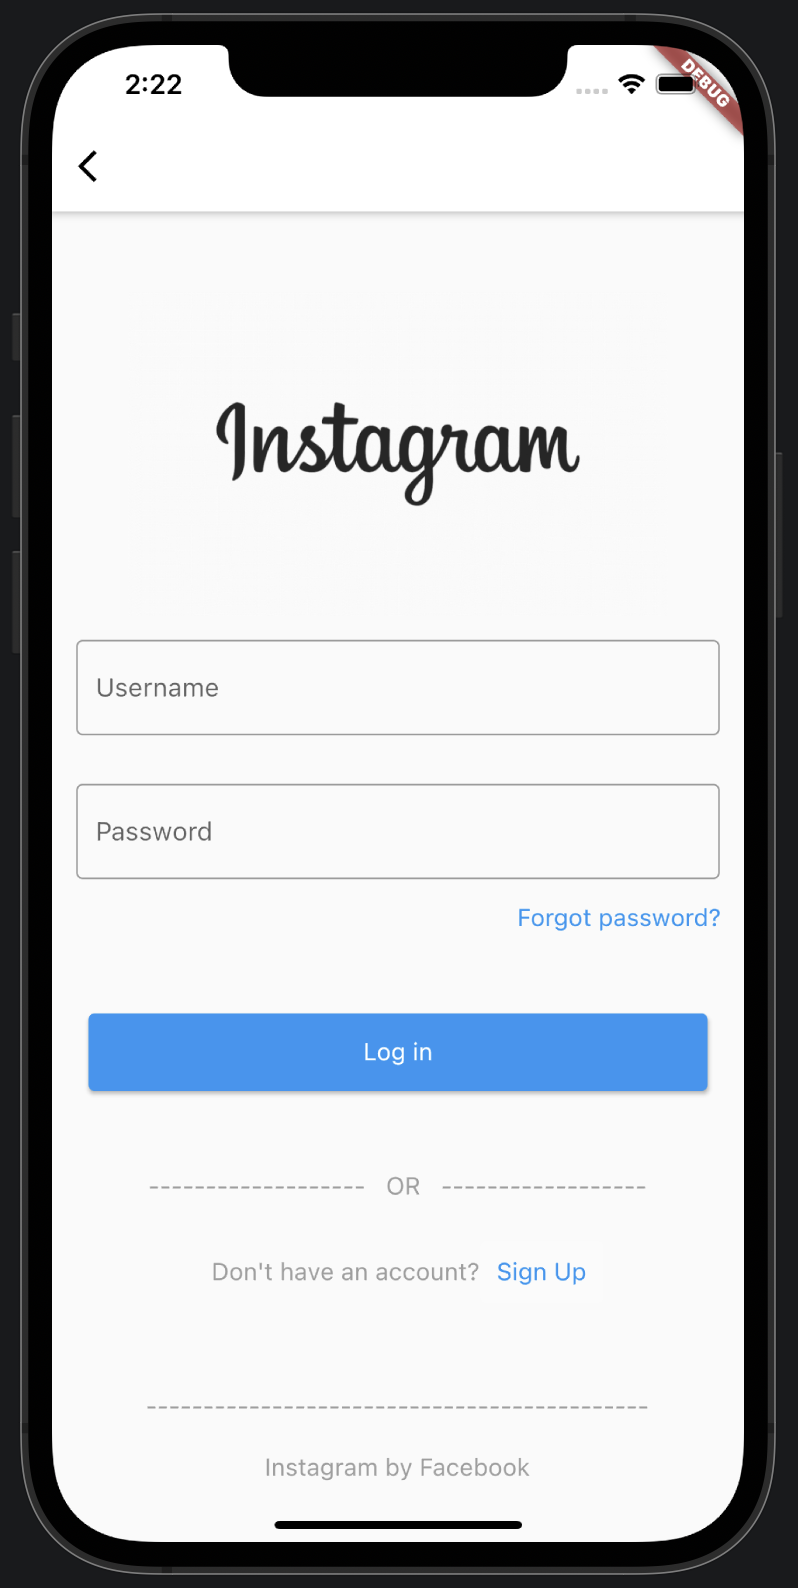 2:22
DEBUG
Instagram
Username
Password
Forgot password?
Log in
------------------- OR ------------------
Don't have an account? Sign Up
---------------------------------------------
Instagram by Facebook